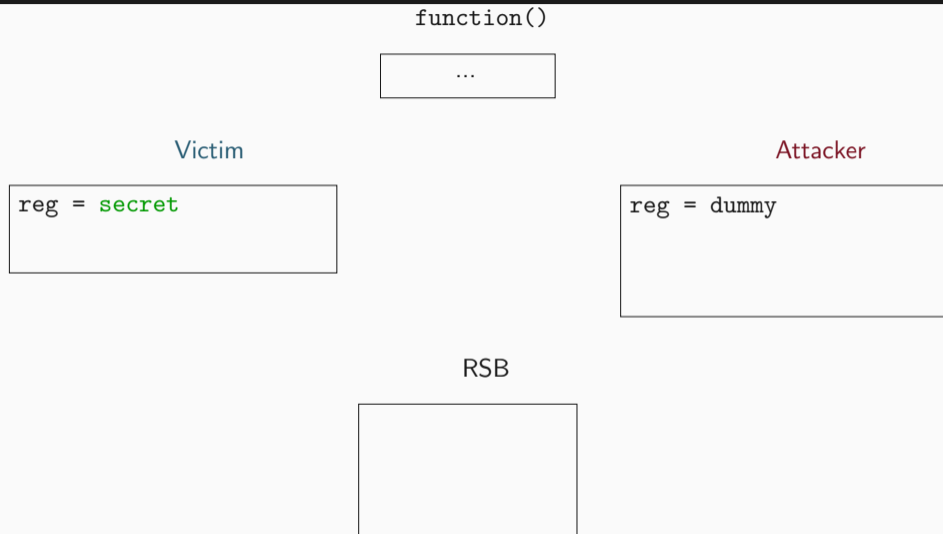 function()
...
Victim
Attacker
reg = secret
reg = dummy
RSB